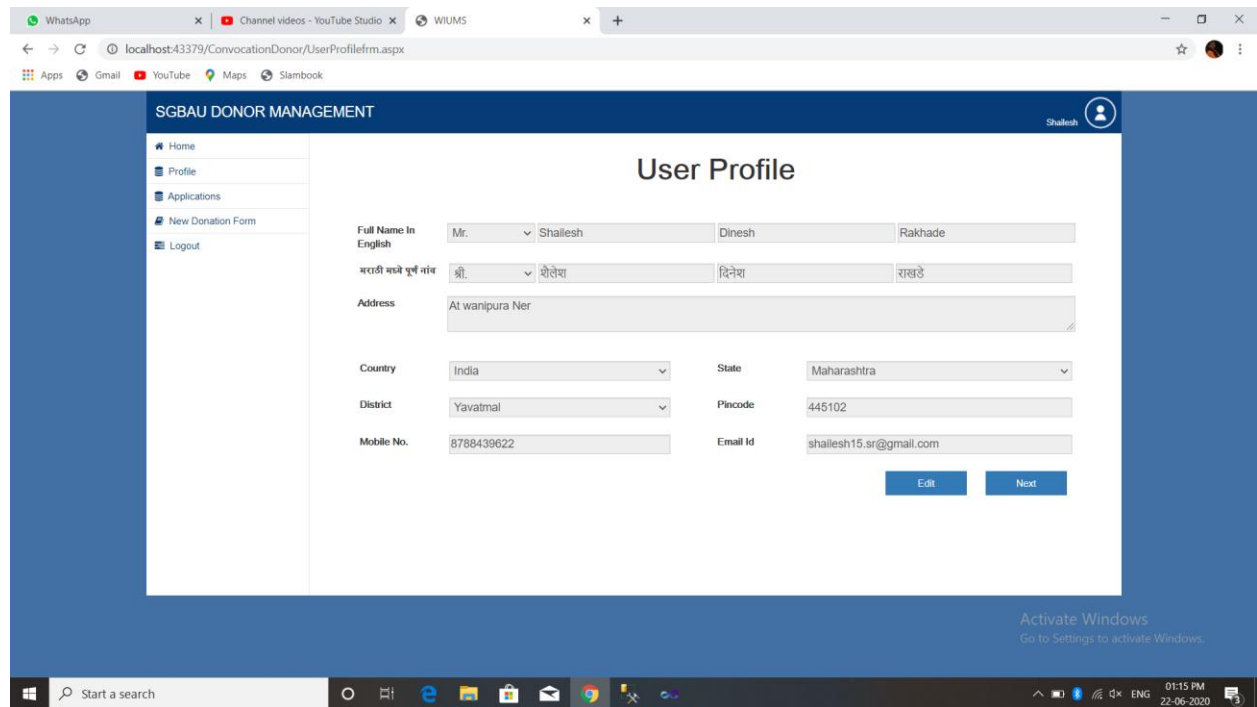 WhatsApp
Channel videos - YouTube Studio
WIUMS
localhost:43379/ConvocationDonor/UserProfilefrm.aspx
Apps Gmail YouTube Maps Slambook
SGBAU DONOR MANAGEMENT
Shailesh
Home
Profile
Applications
New Donation Form
Logout
User Profile
Full Name In English Mr. Shailesh Dinesh Rakhade
मराठी मध्ये पूर्ण नांव श्री. शैलेश दिनेश राखडे
Address At wanipura Ner
Country India State Maharashtra
District Yavatmal Pincode 445102
Mobile No. 8788439622 Email Id shailesh15.sr@gmail.com
Edit Next
Activate Windows
Go to Settings to activate Windows.
Start a search
ENG
01:15 PM
22-06-2020
3